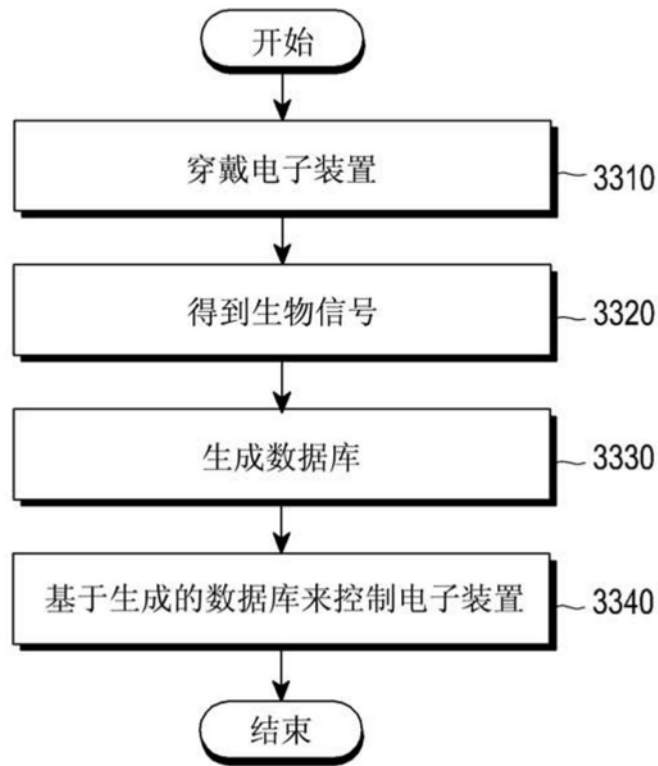 开始
穿戴电子装置
3310
得到生物信号
3320
生成数据库
3330
基于生成的数据库来控制电子装置
3340
结束